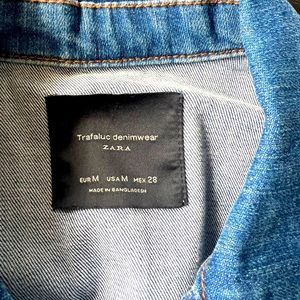 Trafaluc denimwear
ZARA
EUR M USA M MEX 28
MADE IN BANGLADESH